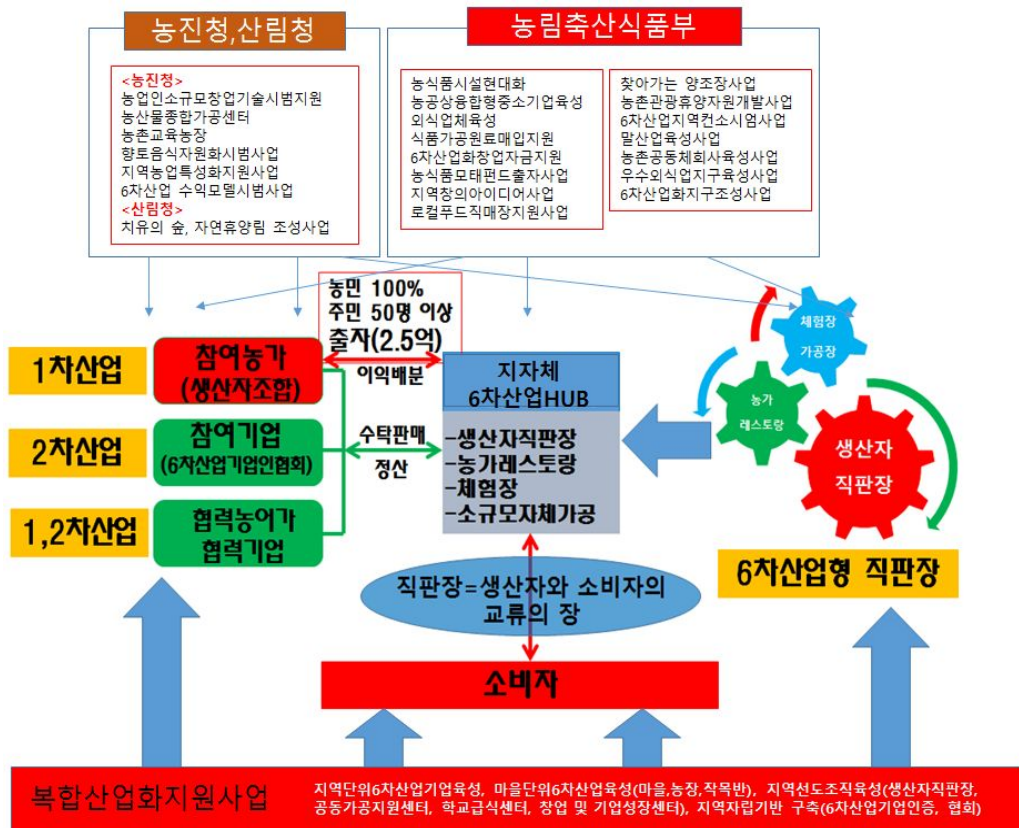 농진청,산림청
<농진청>
농업인소규모창업기술시범지원
농산물종합가공센터
농촌교육농장
향토음식자원화시범사업
지역농업특성화지원사업
6차산업 수익모델시범사업
<산림청>
치유의 숲, 자연휴양림 조성사업
농림축산식품부
농식품시설현대화
농공상융합형중소기업육성
외식업체육성
식품가공원료매입지원
6차산업화창업자금지원
농식품모태펀드출자사업
지역창의아이디어사업
로컬푸드직매장지원사업
찾아가는 양조장사업
농촌관광휴양자원개발사업
6차산업지역컨소시엄사업
말산업육성사업
농촌공동체회사육성사업
우수외식업지구육성사업
6차산업화지구조성사업
농민 100%
주민 50명 이상
출자(2.5억)
이익배분
1차산업
참여농가
(생산자조합)
2차산업
참여기업
(6차산업기업인협회)
1,2차산업
협력농어가
협력기업
수탁판매
정산
지자체
6차산업HUB
-생산자직판장
-농가레스토랑
-체험장
-소규모자체가공
체험장
가공장
농가
레스토랑
생산자
직판장
6차산업형 직판장
직판장=생산자와 소비자의
교류의 장
소비자
복합산업화지원사업
지역단위6차산업기업육성, 마을단위6차산업육성(마을,농장,작목반), 지역선도조직육성(생산자직판장,
공동가공지원센터, 학교급식센터, 창업 및 기업성장센터), 지역자립기반 구축(6차산업기업인증, 협회)